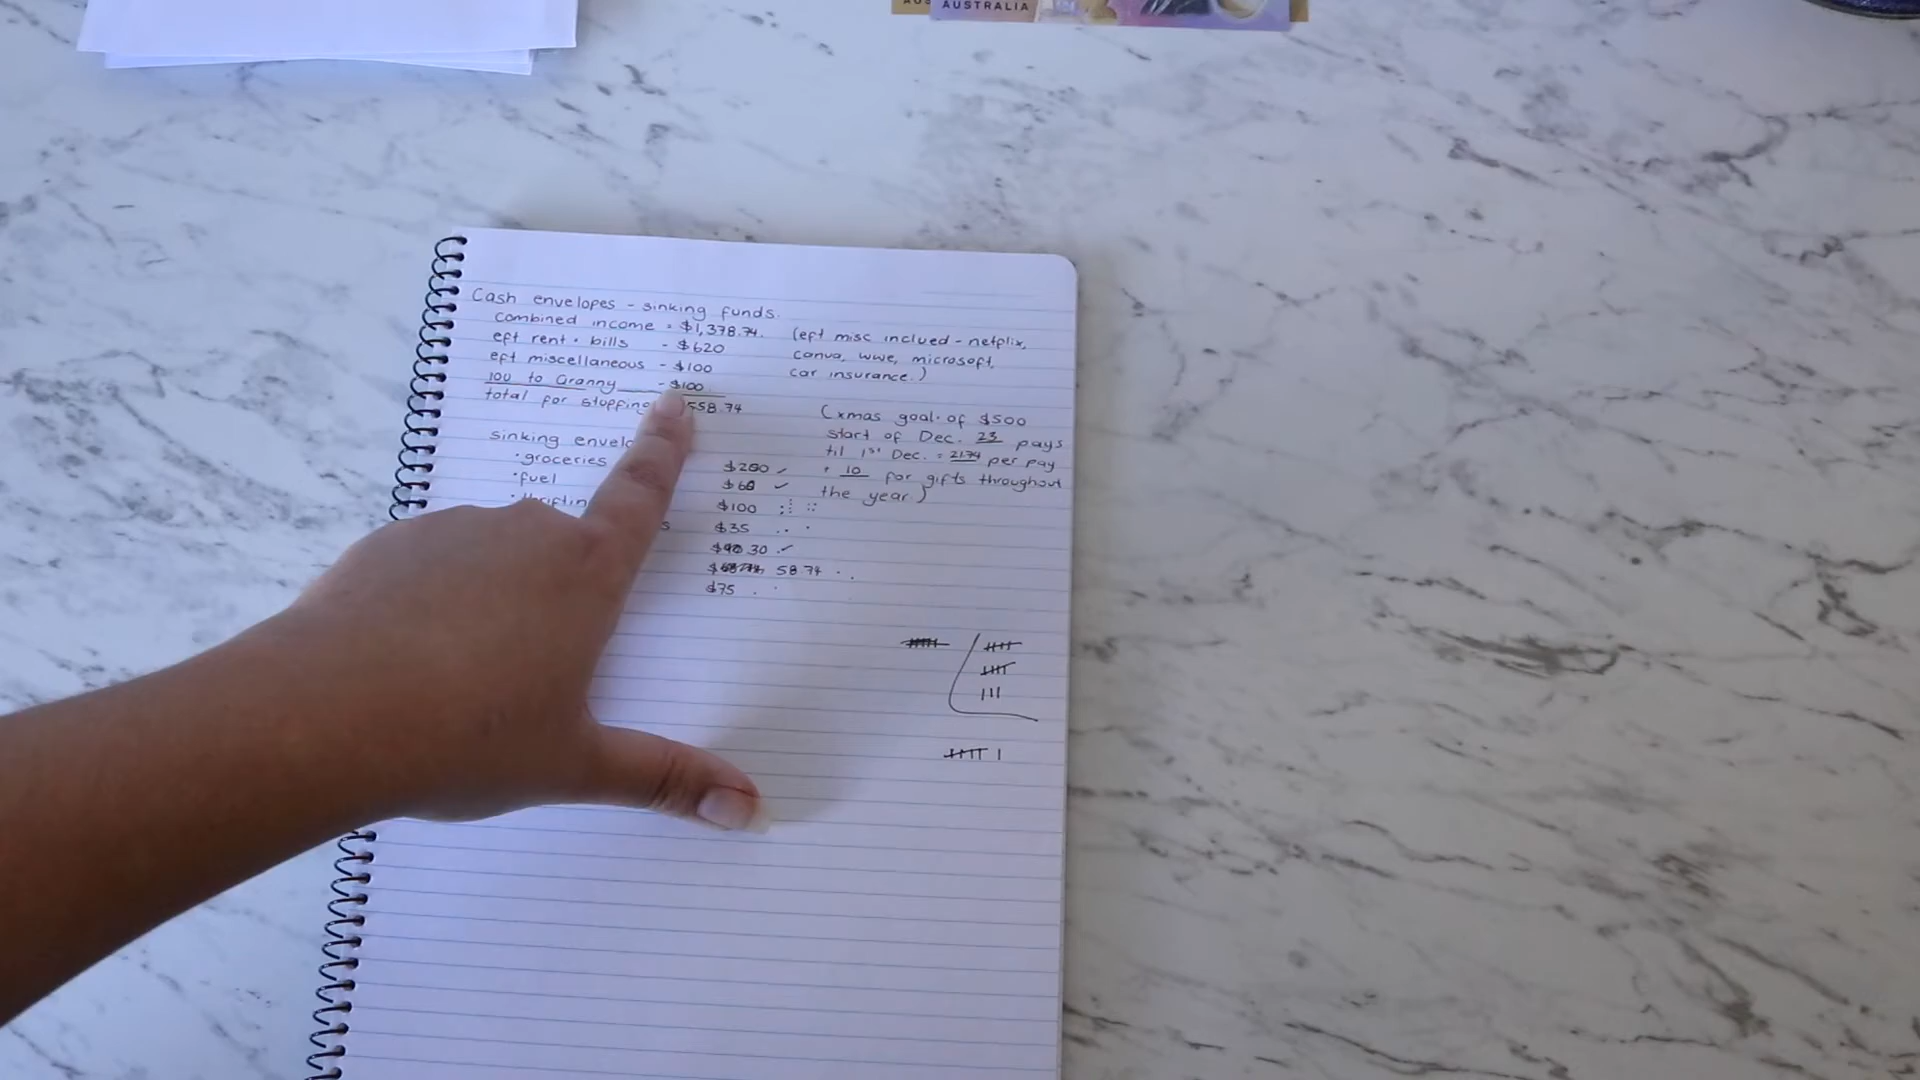 AUSTRALIA
Cash envelopes - sinking funds.
combined income = $1,378.74.
eft rent + bills - $620
eft miscellaneous - $100
100 to Granny - $100
total for stopping 558.74
(eft misc inclued - netflix,
canva, wwe, microsoft,
car insurance.)
(xmas goal of $500
start of Dec. 23 pays
til 1st Dec. = 21.74 per pay
+ 10 for gifts throughout
the year)
sinking envelo
• groceries $200 ✓
• fuel $60 ✓
• thriftin $100
s $35
30 ✓
58.74
$75